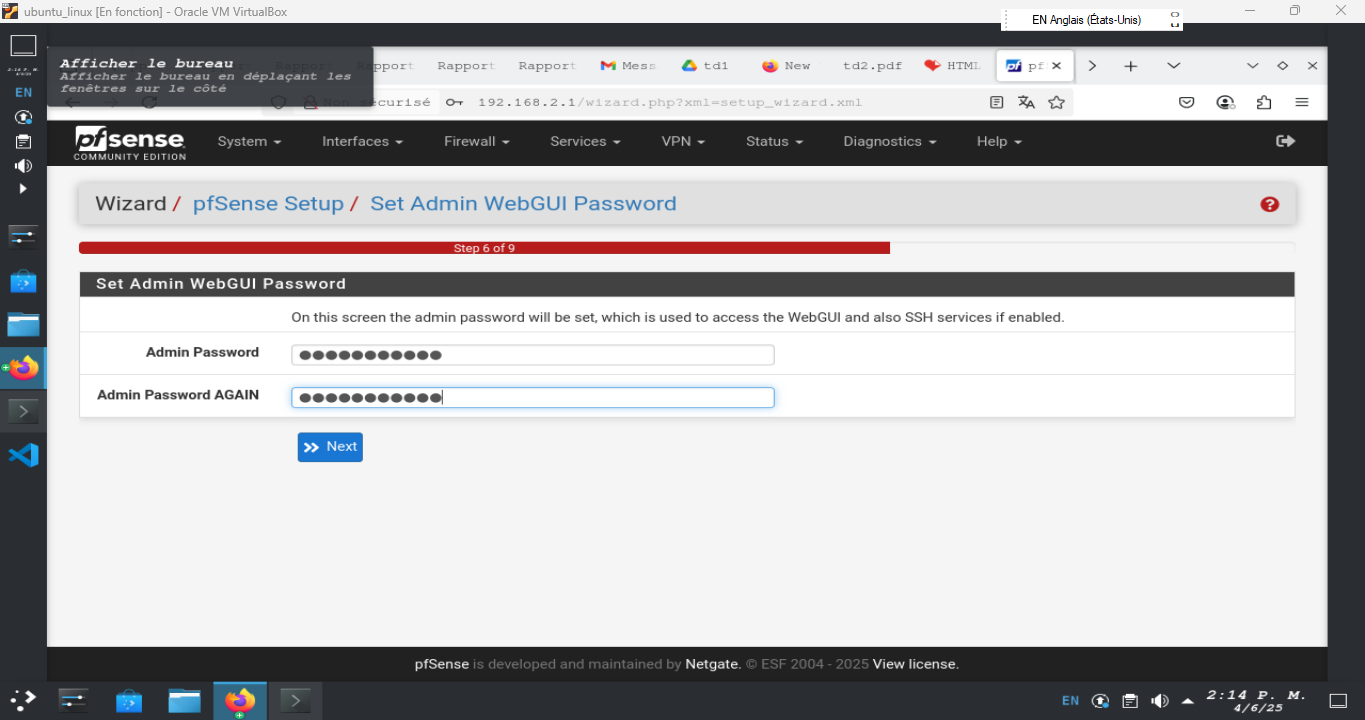 ubuntu_linux [En fonction] - Oracle VM VirtualBox
EN Anglais (États-Unis)
Afficher le bureau
Afficher le bureau en déplaçant les
fenêtres sur le côté
Rapport Rapport Mess td1 New td2.pdf HTML pf
EN
sécurisé 192.168.2.1/wizard.php?xml=setup_wizard.xml
pfsense
COMMUNITY EDITION
System Interfaces Firewall Services VPN Status Diagnostics Help
Wizard / pfSense Setup / Set Admin WebGUI Password
Step 6 of 9
Set Admin WebGUI Password
On this screen the admin password will be set, which is used to access the WebGUI and also SSH services if enabled.
Admin Password
Admin Password AGAIN
Next
pfSense is developed and maintained by Netgate. © ESF 2004 - 2025 View license.
EN
2:14 P. M.
4/6/25